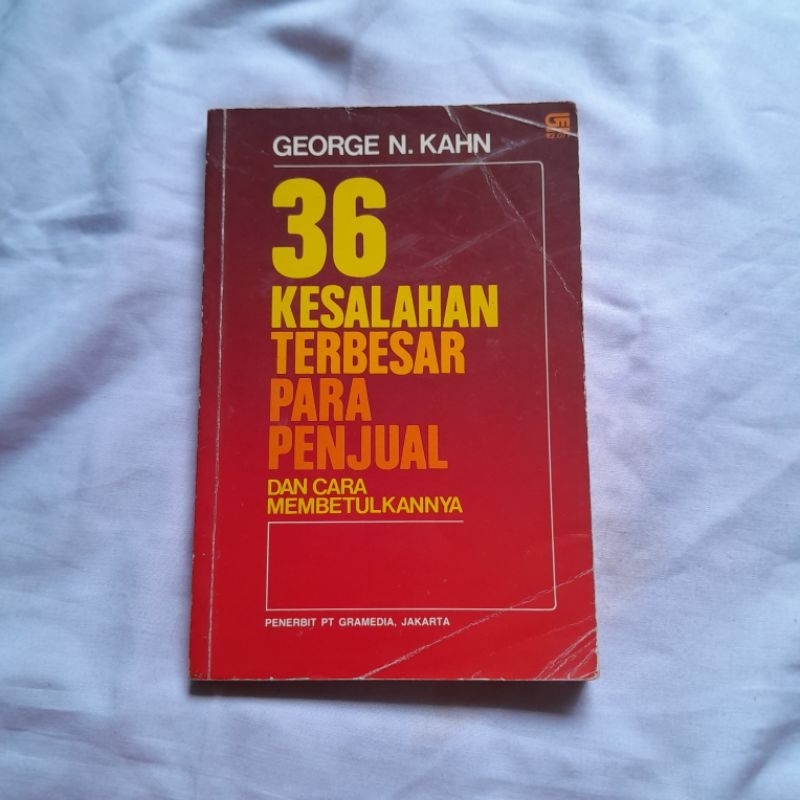 GEORGE N. KAHN
36
KESALAHAN
TERBESAR
PARA
PENJUAL
DAN CARA
MEMBETULKANNYA
PENERBIT PT GRAMEDIA, JAKARTA